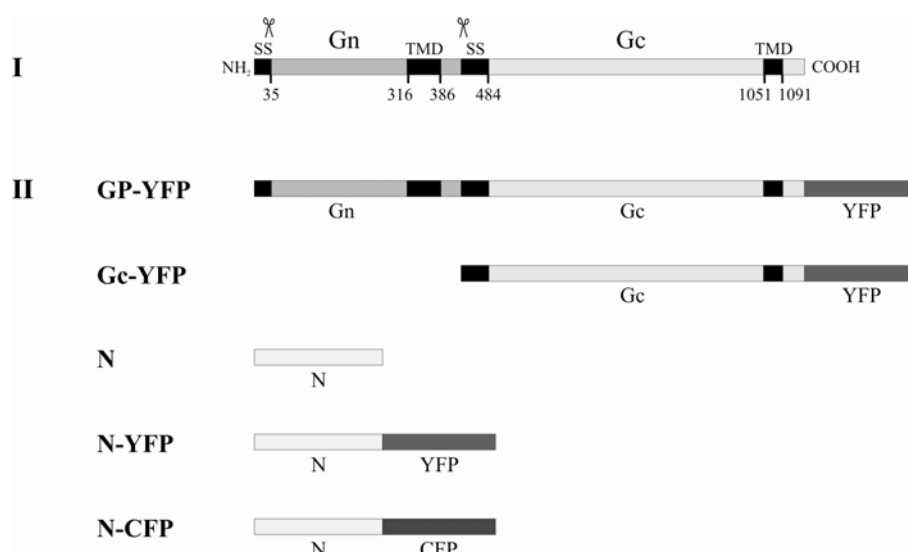 Gn Gc
SS TMD SS TMD
I NH2 COOH
35 316 386 484 1051 1091
II GP-YFP
Gn Gc YFP
Gc-YFP
Gc YFP
N
N
N-YFP
N YFP
N-CFP
N CFP